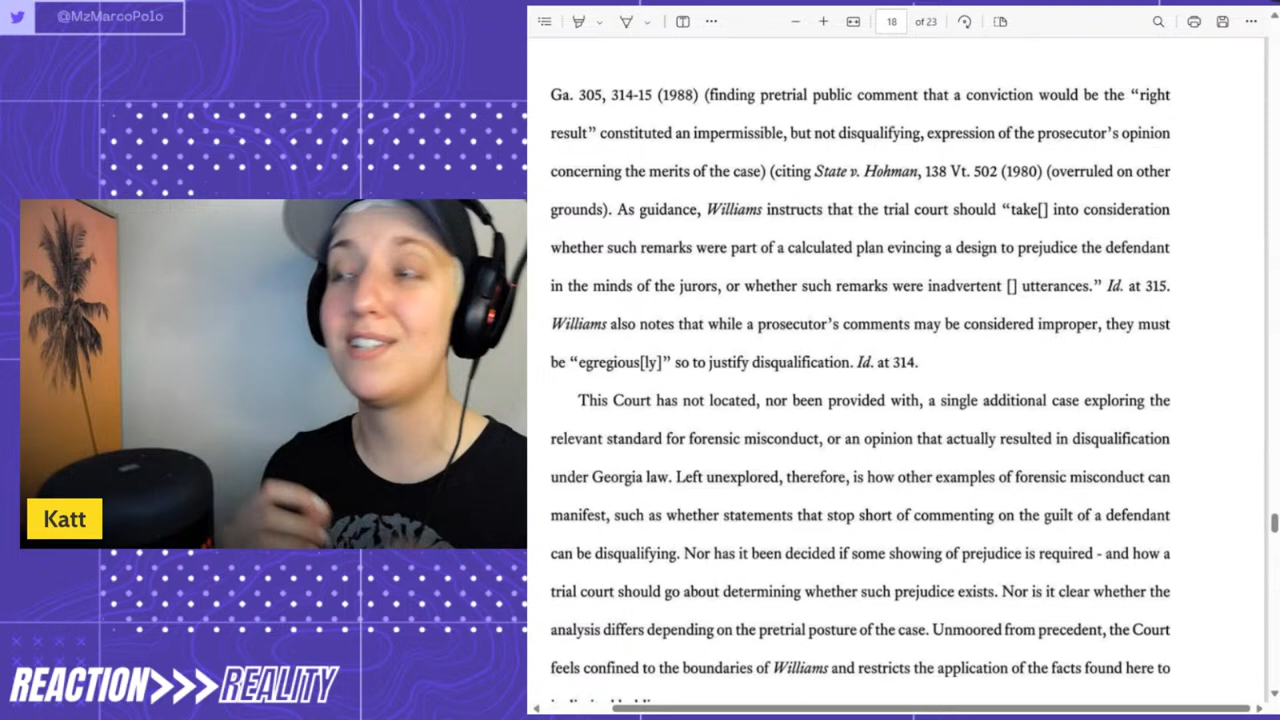 @MzMarcoPolo
18 of 23
Ga. 305, 314-15 (1988) (finding pretrial public comment that a conviction would be the “right
result” constituted an impermissible, but not disqualifying, expression of the prosecutor’s opinion
concerning the merits of the case) (citing State v. Hohman, 138 Vt. 502 (1980) (overruled on other
grounds). As guidance, Williams instructs that the trial court should “take[] into consideration
whether such remarks were part of a calculated plan evincing a design to prejudice the defendant
in the minds of the jurors, or whether such remarks were inadvertent [] utterances.” Id. at 315.
Williams also notes that while a prosecutor’s comments may be considered improper, they must
be “egregious[ly]” so to justify disqualification. Id. at 314.
This Court has not located, nor been provided with, a single additional case exploring the
relevant standard for forensic misconduct, or an opinion that actually resulted in disqualification
under Georgia law. Left unexplored, therefore, is how other examples of forensic misconduct can
manifest, such as whether statements that stop short of commenting on the guilt of a defendant
can be disqualifying. Nor has it been decided if some showing of prejudice is required - and how a
trial court should go about determining whether such prejudice exists. Nor is it clear whether the
analysis differs depending on the pretrial posture of the case. Unmoored from precedent, the Court
feels confined to the boundaries of Williams and restricts the application of the facts found here to
Katt
REACTION>>>REALITY